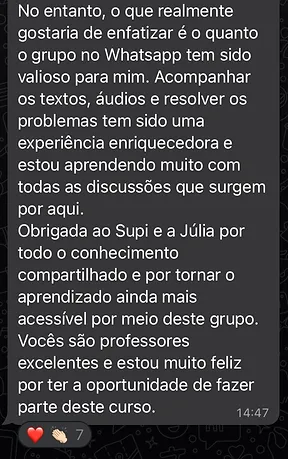 No entanto, o que realmente
gostaria de enfatizar é o quanto
o grupo no Whatsapp tem sido
valioso para mim. Acompanhar
os textos, áudios e resolver os
problemas tem sido uma
experiência enriquecedora e
estou aprendendo muito com
todas as discussões que surgem
por aqui.
Obrigada ao Supi e a Júlia por
todo o conhecimento
compartilhado e por tornar o
aprendizado ainda mais
acessível por meio deste grupo.
Vocês são professores
excelentes e estou muito feliz
por ter a oportunidade de fazer
parte deste curso.
14:47
❤️ 👏🏻 7